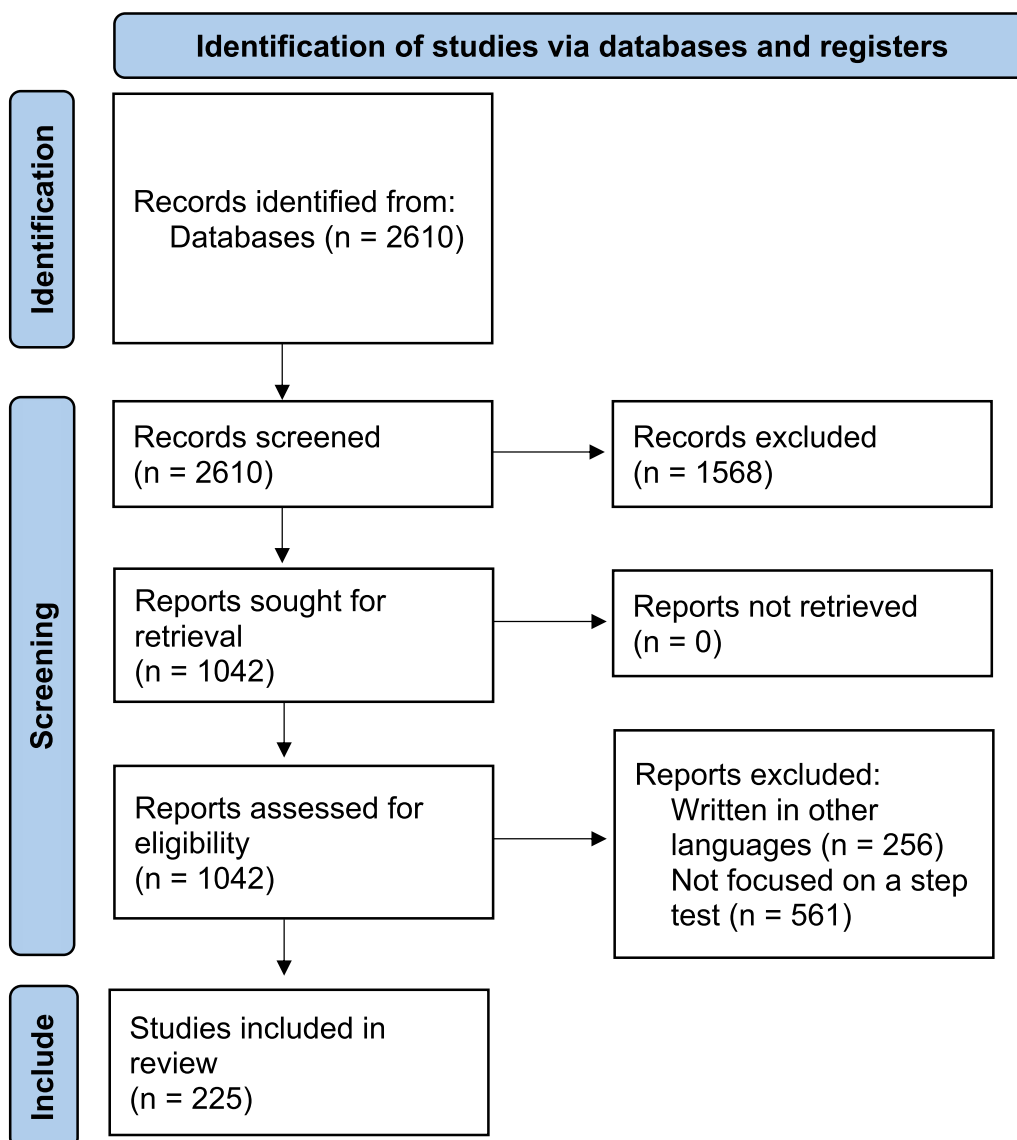 Identification of studies via databases and registers
Identification
Records identified from:
Databases (n = 2610)
Screening
Records screened
(n = 2610)
Records excluded
(n = 1568)
Reports sought for
retrieval
(n = 1042)
Reports not retrieved
(n = 0)
Reports assessed for
eligibility
(n = 1042)
Reports excluded:
Written in other
languages (n = 256)
Not focused on a step
test (n = 561)
Include
Studies included in
review
(n = 225)